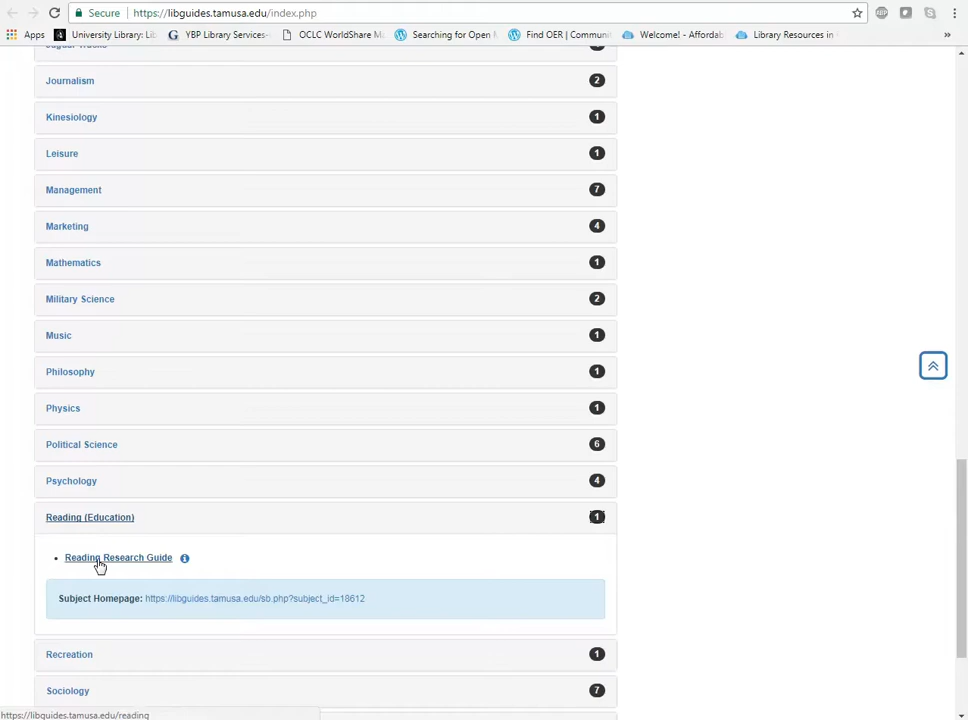 Secure
https://libguides.tamusa.edu/index.php
Apps
University Library: Li
YBP Library Services-
OCLC WorldShare M
Searching for Open
Find OER | Communi
Welcome! - Affordab
Library Resources in
»
Jaguar Tracks
Journalism 2
Kinesiology 1
Leisure 1
Management 7
Marketing 4
Mathematics 1
Military Science 2
Music 1
Philosophy 1
Physics 1
Political Science 6
Psychology 4
Reading (Education) 1
• Reading Research Guide
Subject Homepage: https://libguides.tamusa.edu/sb.php?subject_id=18612
Recreation 1
Sociology 7
https://libguides.tamusa.edu/reading